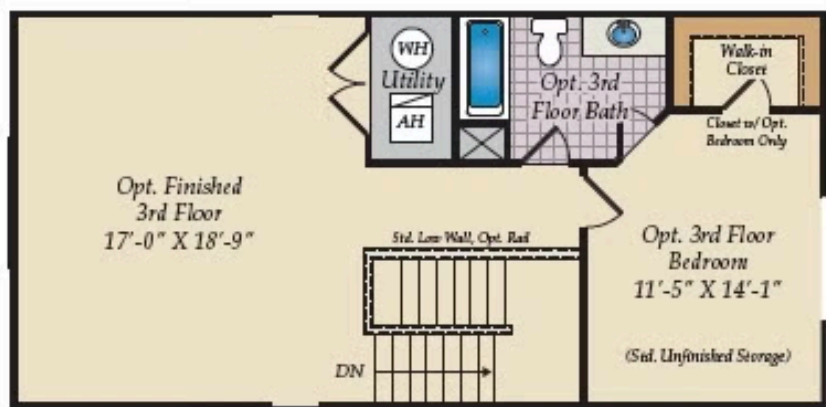 WH
Utility
AH
Opt. 3rd
Floor Bath
Walk-in
Closet
Closet w/ Opt.
Bedroom Only
Opt. Finished
3rd Floor
17'-0" X 18'-9"
Std. Low Wall, Opt. Rail
Opt. 3rd Floor
Bedroom
11'-5" X 14'-1"
(Std. Unfinished Storage)
DN